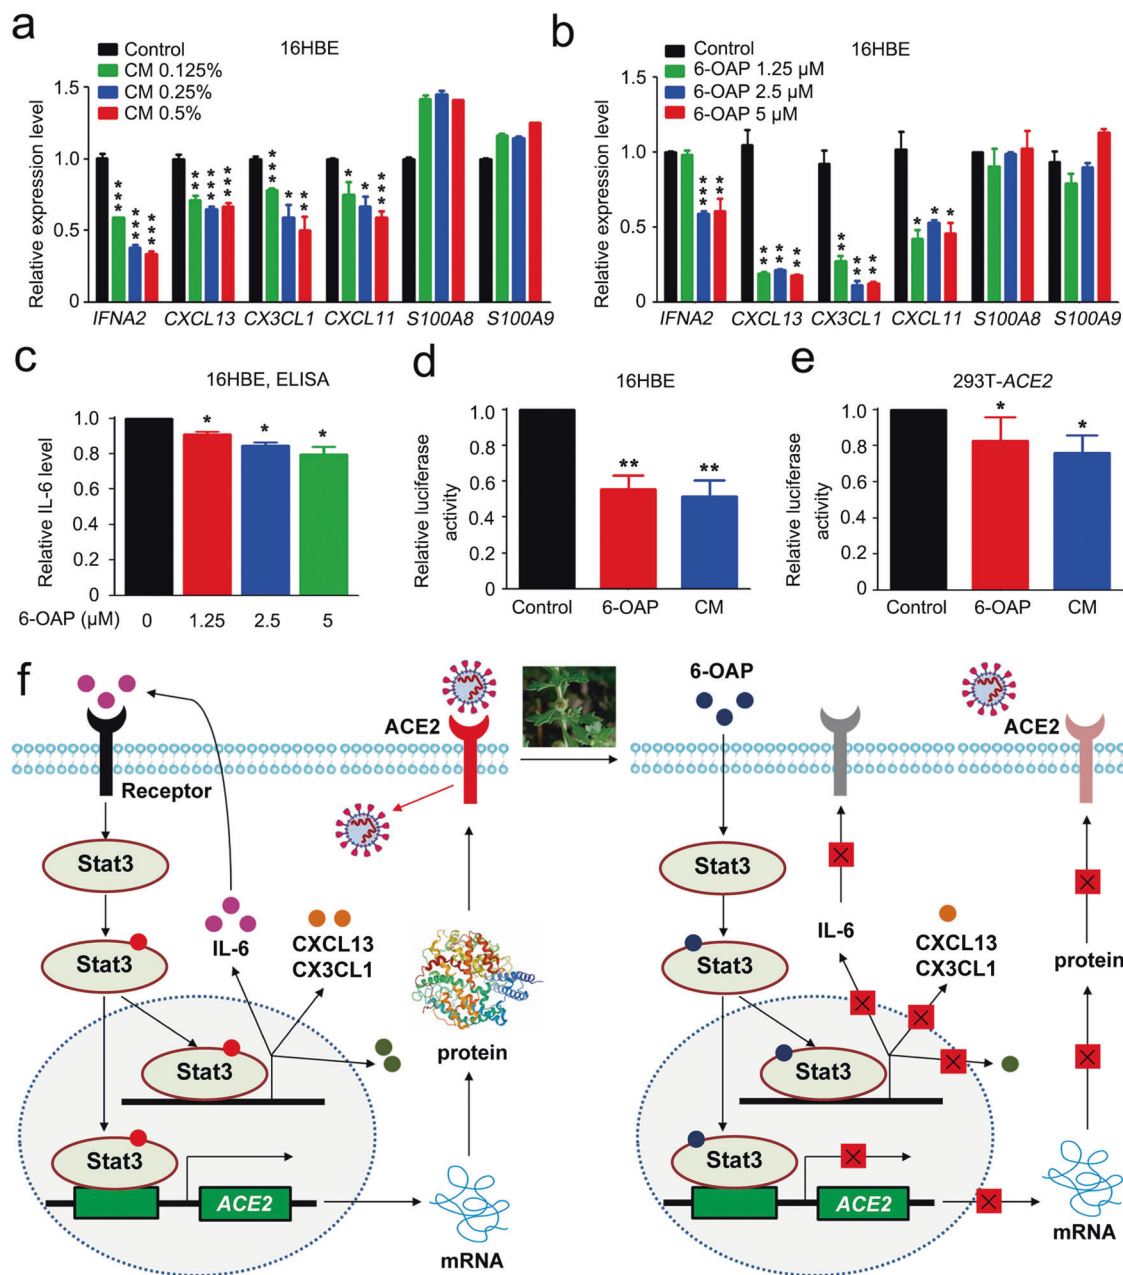 a
16HBE
Control
CM 0.125%
CM 0.25%
CM 0.5%
Relative expression level
1.5
1.0
0.5
0
*** *** ***
*** *** ***
*** * **
* * ***
IFNA2 CXCL13 CX3CL1 CXCL11 S100A8 S100A9
b
16HBE
Control
6-OAP 1.25 μM
6-OAP 2.5 μM
6-OAP 5 μM
Relative expression level
1.5
1.0
0.5
0
*** ***
** ** **
** ** **
* * *
IFNA2 CXCL13 CX3CL1 CXCL11 S100A8 S100A9
c
16HBE, ELISA
Relative IL-6 level
1.0
0.8
0.4
0.2
0
* * *
6-OAP (μM) 0 1.25 2.5 5
d
16HBE
Relative luciferase
activity
1.0
0.8
0.6
0.4
0.2
0
** **
Control 6-OAP CM
e
293T-ACE2
Relative luciferase
activity
1.0
0.8
0.6
0.4
0.2
0
* *
Control 6-OAP CM
f
ACE2
Receptor
Stat3
Stat3
IL-6
CXCL13
CX3CL1
Stat3
protein
Stat3
ACE2
mRNA
6-OAP
ACE2
Stat3
Stat3
IL-6
CXCL13
CX3CL1
protein
Stat3
Stat3
ACE2
mRNA